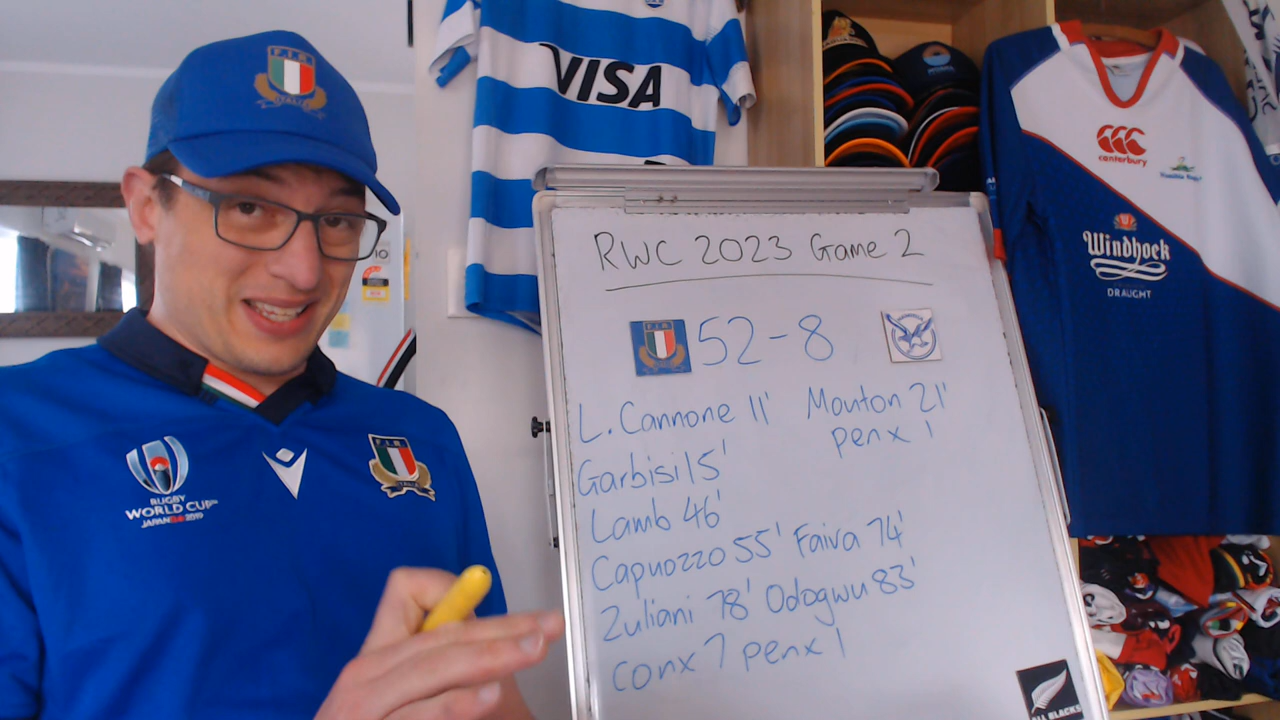 F.I.R.
ITALIA
VISA
canterbury
Windhoek
DRAUGHT
RWC 2023 Game 2
F.I.R.
52-8
L. Cannone 11' Mouton 21'
pen x 1
Garbisi 15'
Lamb 46'
Capuozzo 55' Faiva 74'
Zuliani 78' Odogwu 83'
con x 7 pen x 1
RUGBY
WORLD CUP
JAPAN 2019
F.I.R.
ITALIA
ALL BLACKS